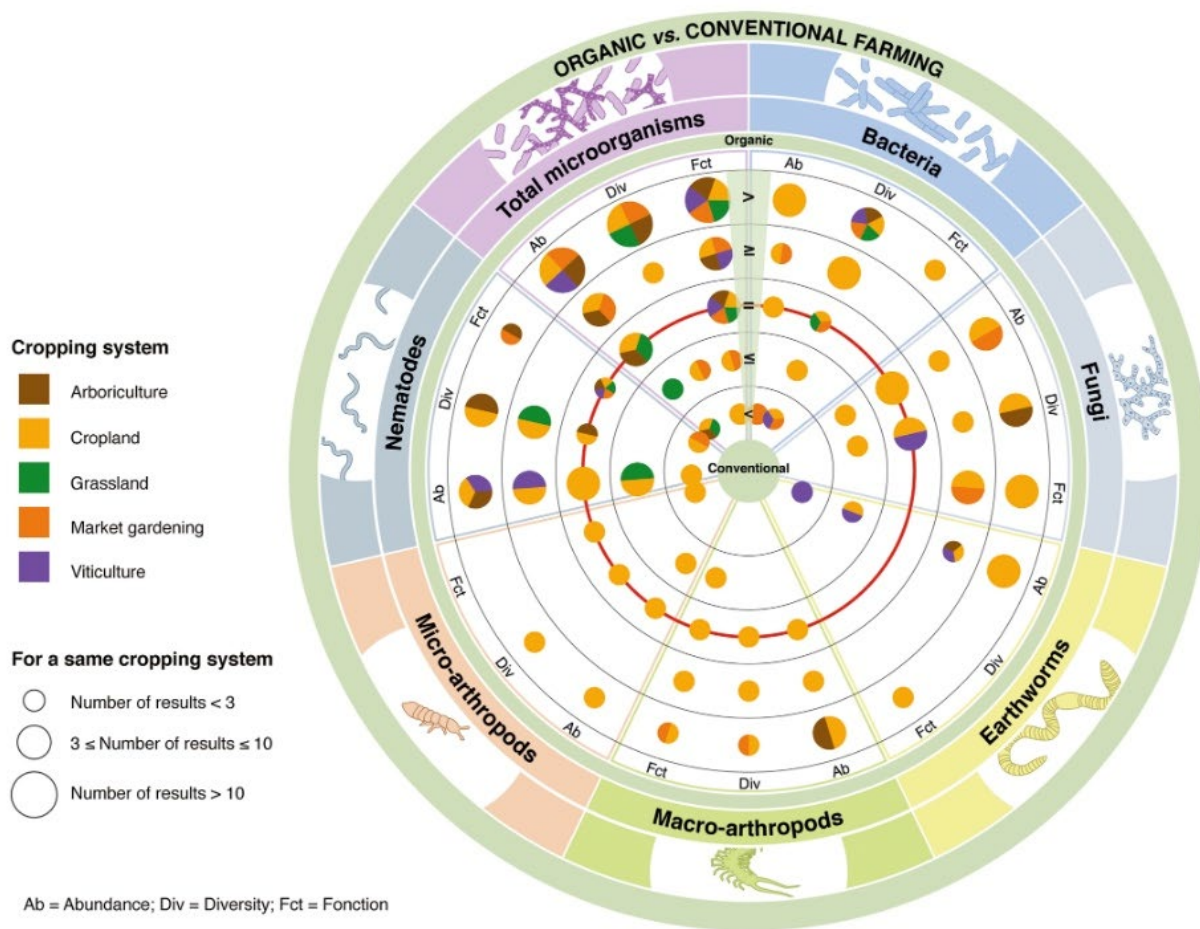 ORGANIC vs. CONVENTIONAL FARMING
Total microorganisms
Bacteria
Fungi
Earthworms
Macro-arthropods
Micro-arthropods
Nematodes
Organic
Ab
Div
Fct
Ab
Div
Fct
Ab
Div
Fct
Ab
Div
Fct
Ab
Div
Fct
Ab
Div
Fct
Ab
Div
Fct
>
≥
=
≤
<
Conventional
Cropping system
Arboriculture
Cropland
Grassland
Market gardening
Viticulture
For a same cropping system
Number of results < 3
3 ≤ Number of results ≤ 10
Number of results > 10
Ab = Abundance; Div = Diversity; Fct = Fonction